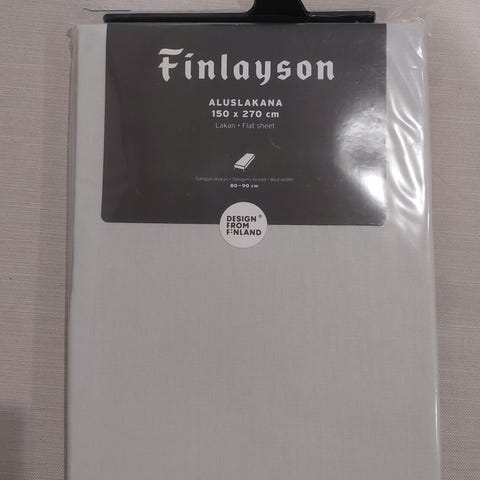 Finlayson
ALUSLAKANA
150 x 270 cm
Lakan • Flat sheet
Sängyn leveys • Sängens bredd • Bed width
80–90 cm
DESIGN ®
FROM
FINLAND